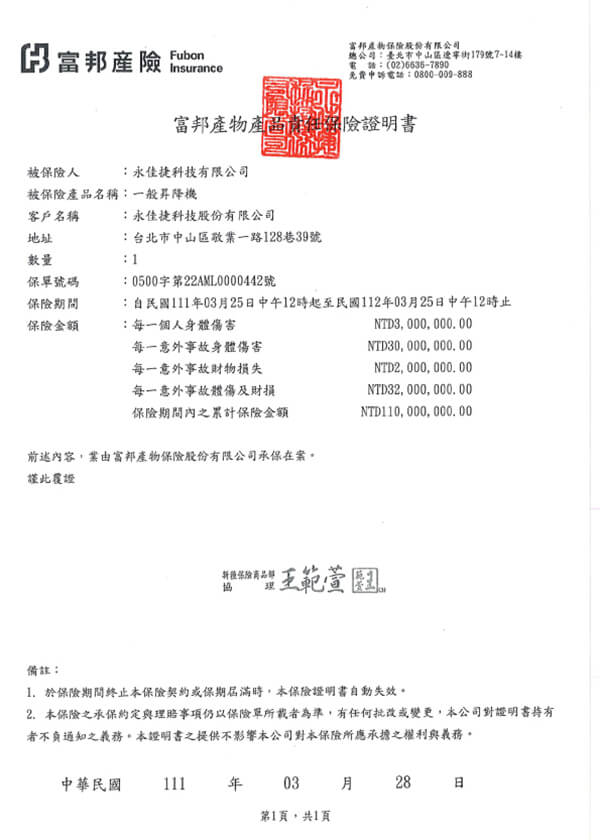 富邦產險 Fubon Insurance
富邦產物保險股份有限公司
總公司：臺北市中山區遼寧街179號7-14樓
電　話：(02)6636-7890
免費申訴電話：0800-009-888
富邦產物產品責任保險證明書
被保險人　　：永佳捷科技有限公司
被保險產品名稱：一般昇降機
客戶名稱　　：永佳捷科技股份有限公司
地址　　　　：台北市中山區敬業一路128巷39號
數量　　　　：1
保單號碼　　：0500字第22AML0000442號
保險期間　　：自民國111年03月25日中午12時起至民國112年03月25日中午12時止
保險金額　　：每一個人身體傷害　NTD3,000,000.00
每一意外事故身體傷害　NTD30,000,000.00
每一意外事故財物損失　NTD2,000,000.00
每一意外事故體傷及財損　NTD32,000,000.00
保險期間內之累計保險金額　NTD110,000,000.00
前述內容，業由富邦產物保險股份有限公司承保在案。
謹此覆證
新種保險商品部
協　理　王範萱
備註：
1. 於保險期間終止本保險契約或保期屆滿時，本保險證明書自動失效。
2. 本保險之承保約定與理賠事項仍以保險單所載者為準，有任何批改或變更，本公司對證明書持有
者不負通知之義務。本證明書之提供不影響本公司對本保險所應承擔之權利與義務。
中華民國　111　年　03　月　28　日
第1頁，共1頁